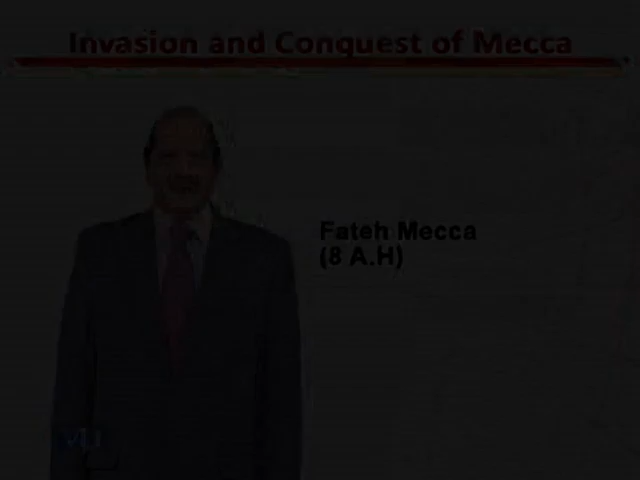 Invasion and Conquest of Mecca
Fateh Mecca
(8 A.H)